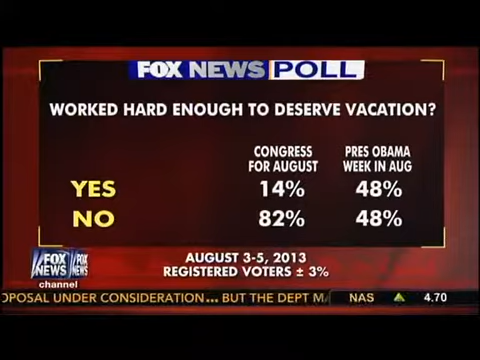 FOX NEWS POLL
WORKED HARD ENOUGH TO DESERVE VACATION?
CONGRESS FOR AUGUST
PRES OBAMA WEEK IN AUG
YES 14% 48%
NO 82% 48%
AUGUST 3-5, 2013
REGISTERED VOTERS ± 3%
FOX NEWS channel
FOX NEWS
OPOSAL UNDER CONSIDERATION... BUT THE DEPT M
NAS 4.70